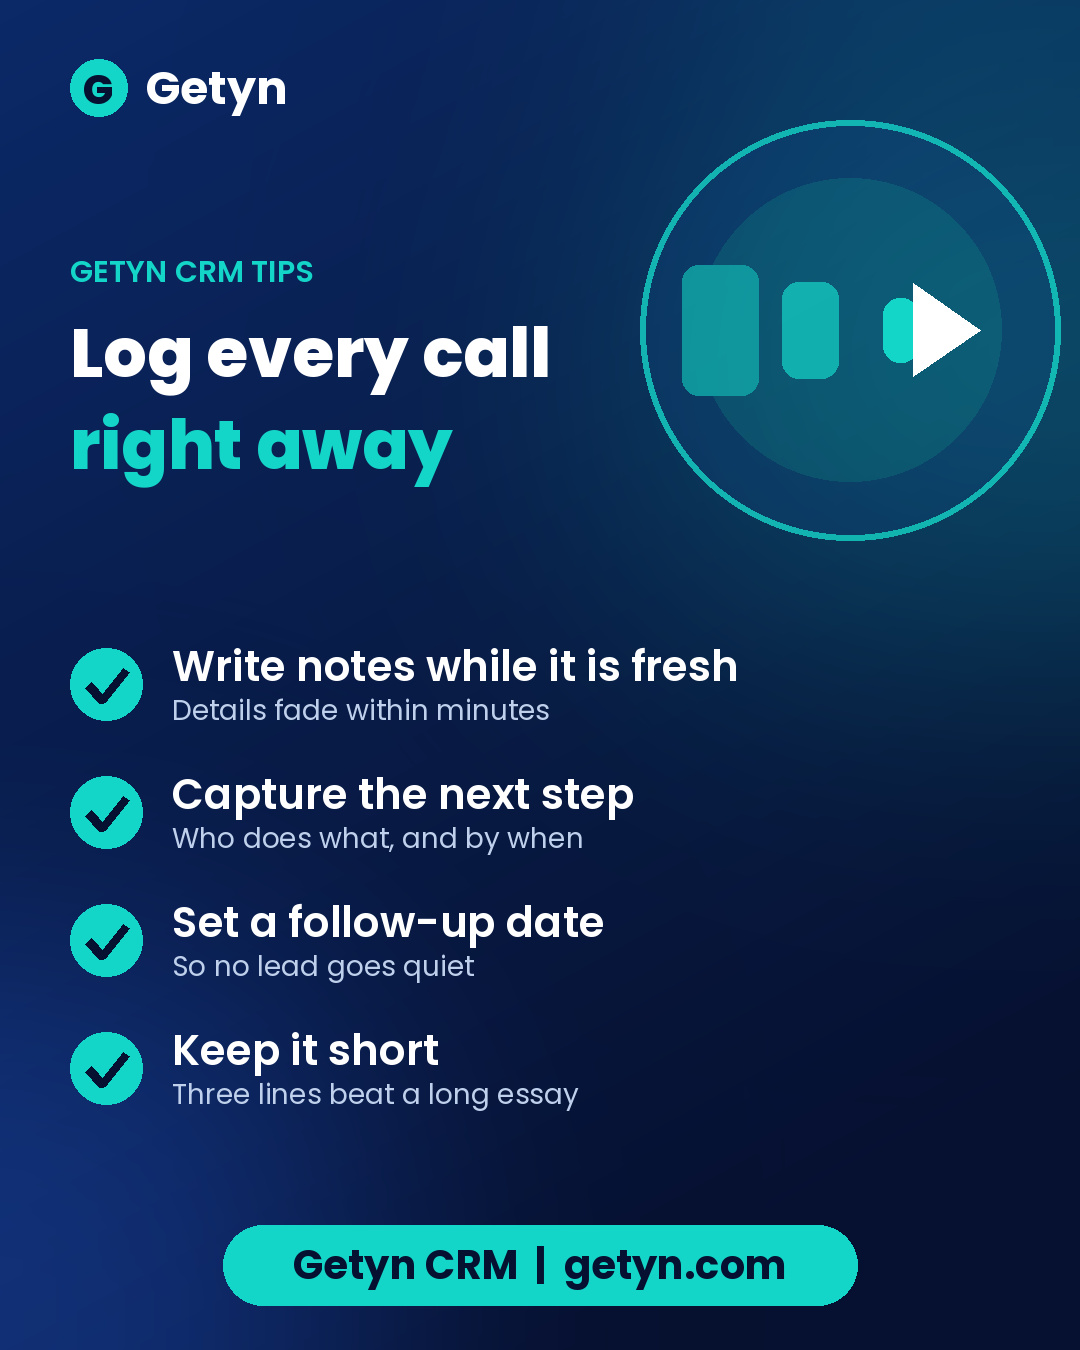 G Getyn
GETYN CRM TIPS
Log every call
right away
Write notes while it is fresh
Details fade within minutes
Capture the next step
Who does what, and by when
Set a follow-up date
So no lead goes quiet
Keep it short
Three lines beat a long essay
Getyn CRM | getyn.com